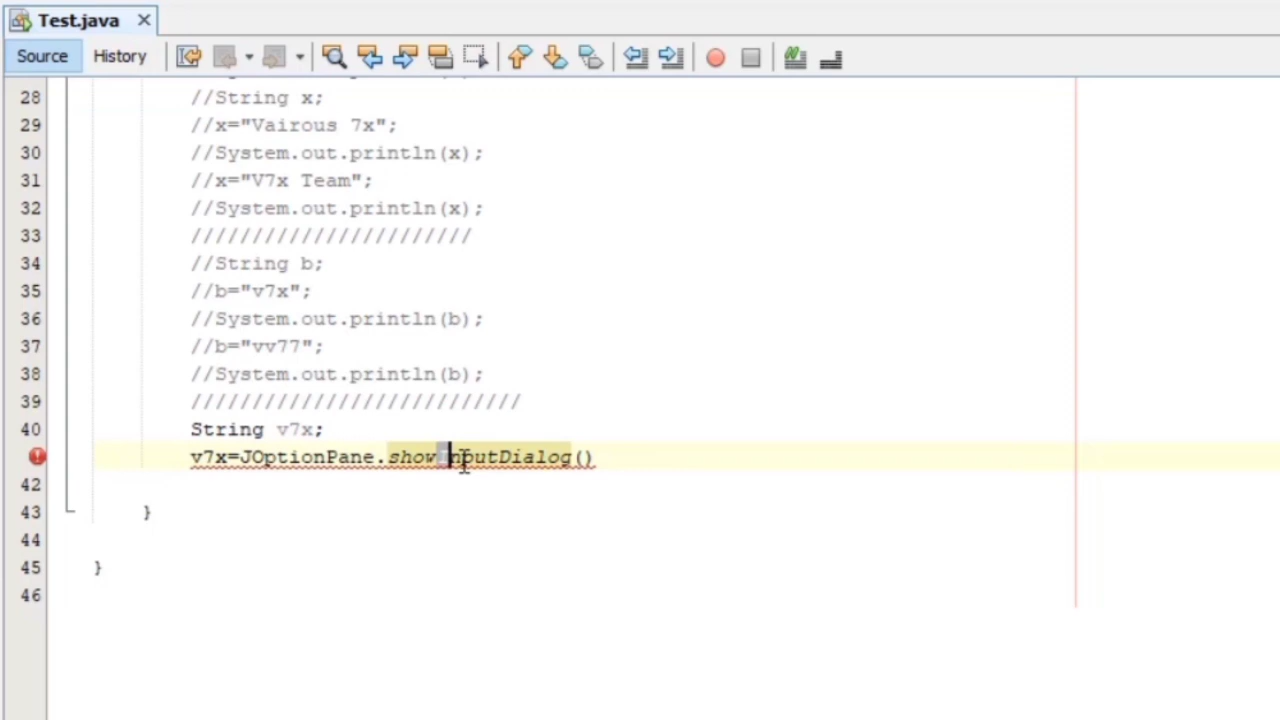 Test.java
Source History
28 //String x;
29 //x="Vairous 7x";
30 //System.out.println(x);
31 //x="V7x Team";
32 //System.out.println(x);
33 ///////////////////////
34 //String b;
35 //b="v7x";
36 //System.out.println(b);
37 //b="vv77";
38 //System.out.println(b);
39 ///////////////////////////
40 String v7x;
v7x=JOptionPane.showInputDialog()
42
43 }
44
45 }
46